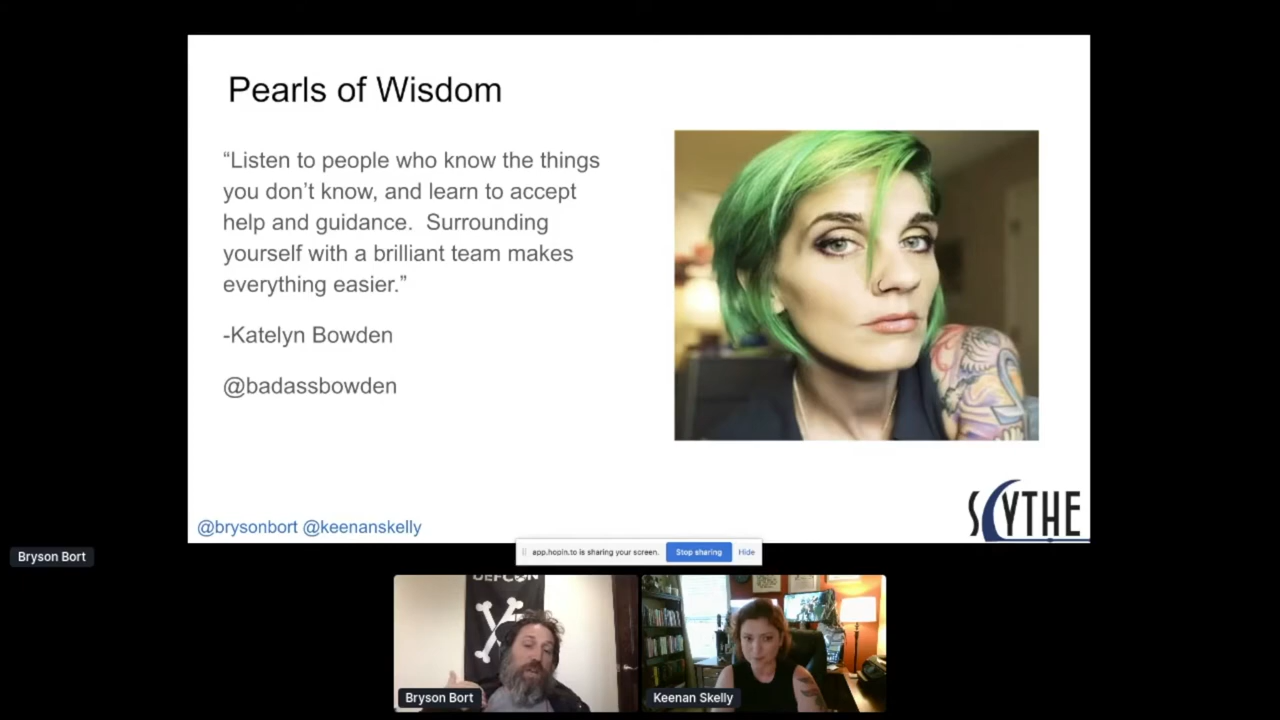 Pearls of Wisdom
“Listen to people who know the things
you don’t know, and learn to accept
help and guidance.  Surrounding
yourself with a brilliant team makes
everything easier.”
-Katelyn Bowden
@badassbowden
@brysonbort @keenanskelly
SCYTHE
Bryson Bort
app.hopin.to is sharing your screen.
Stop sharing
Hide
DEFCON
Bryson Bort
Keenan Skelly